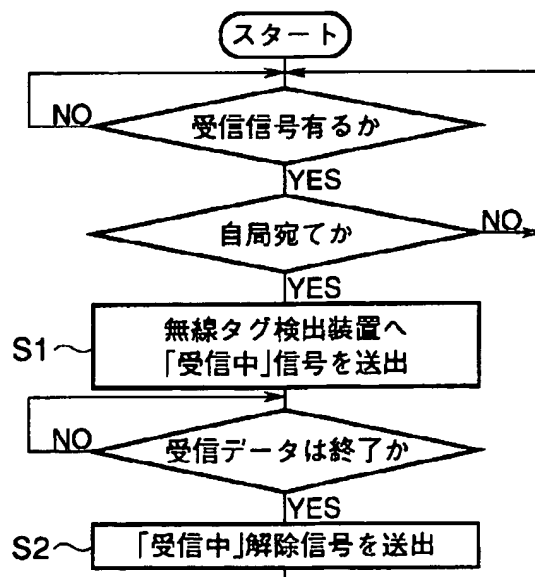 スタート
NO
受信信号有るか
YES
自局宛てか
NO
YES
S1
無線タグ検出装置へ
「受信中」信号を送出
NO
受信データは終了か
YES
S2
「受信中」解除信号を送出